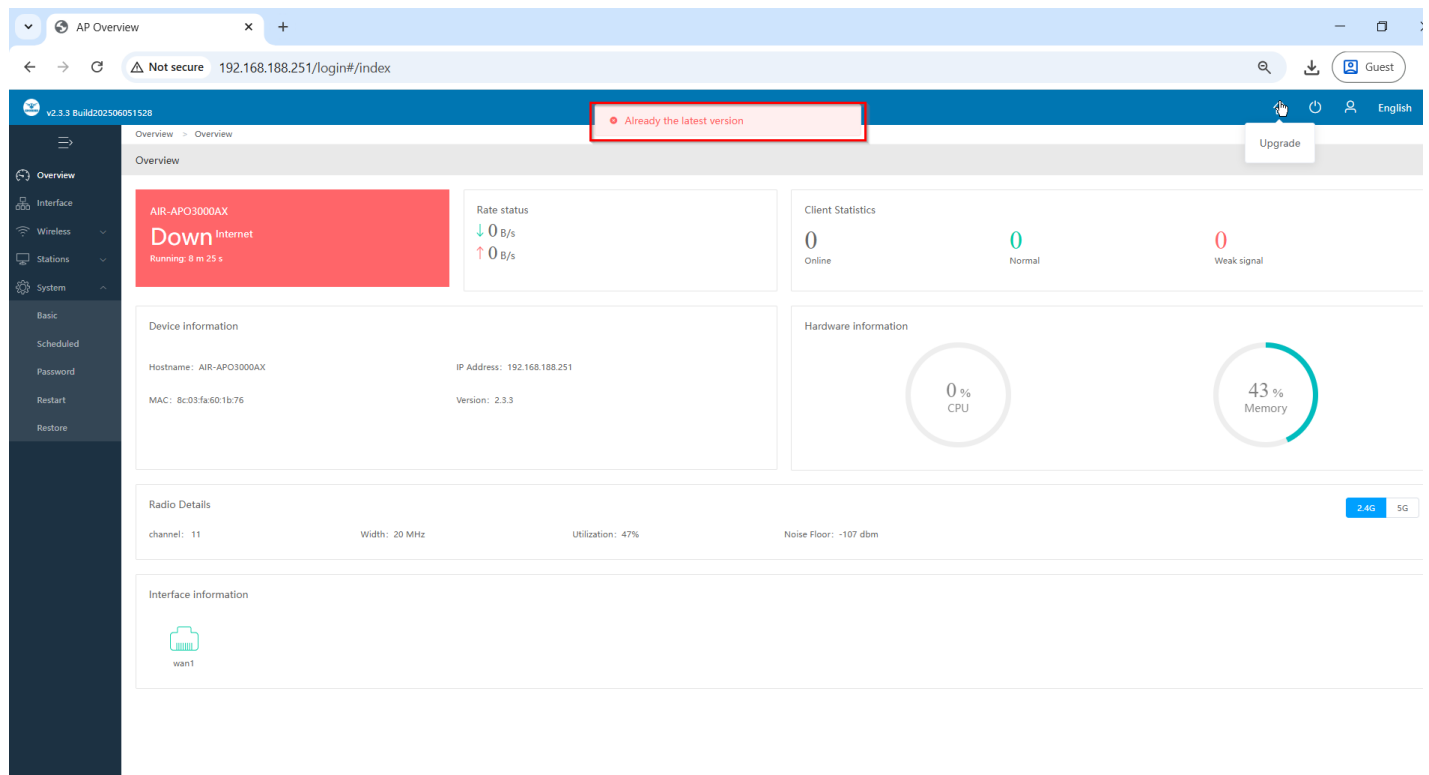 AP Overview
Not secure 192.168.188.251/login#/index Guest
v2.3.3 Build202506051528 Already the latest version English
Overview > Overview Upgrade
Overview
Overview
Interface
Wireless
Stations
System
Basic
Scheduled
Password
Restart
Restore
AIR-APO3000AX
Down Internet
Running: 8 m 25 s
Rate status
↓ 0 B/s
↑ 0 B/s
Client Statistics
0 0 0
Online Normal Weak signal
Device information
Hostname: AIR-APO3000AX IP Address: 192.168.188.251
MAC: 8c:03:fa:60:1b:76 Version: 2.3.3
Hardware information
0 % 43 %
CPU Memory
Radio Details 2.4G 5G
channel: 11 Width: 20 MHz Utilization: 47% Noise Floor: -107 dbm
Interface information
wan1